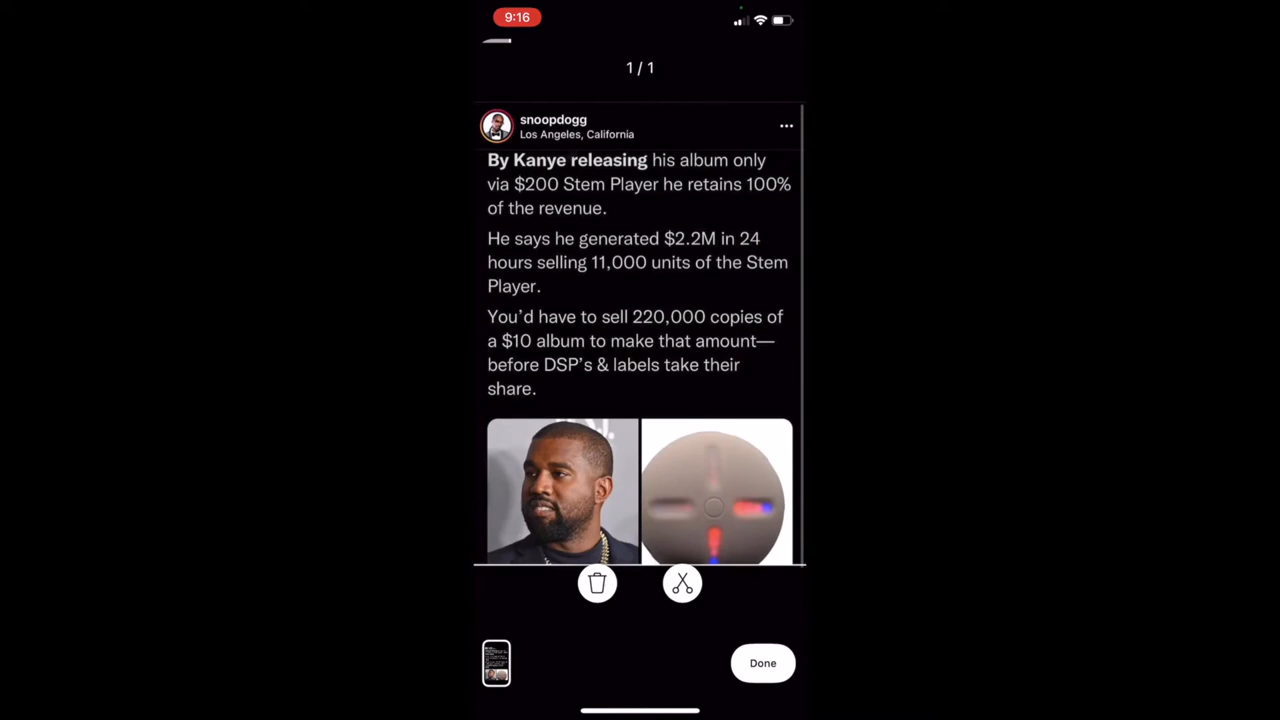 9:16
1 / 1
snoopdogg
Los Angeles, California
By Kanye releasing his album only
via $200 Stem Player he retains 100%
of the revenue.
He says he generated $2.2M in 24
hours selling 11,000 units of the Stem
Player.
You’d have to sell 220,000 copies of
a $10 album to make that amount—
before DSP’s & labels take their
share.
Done